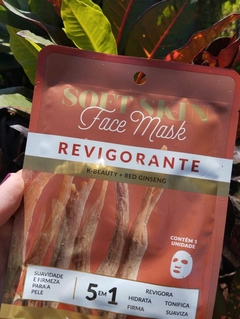 SOFT SKIN
Face Mask
REVIGORANTE
K-BEAUTY + RED GINSENG
CONTÉM 1
UNIDADE
SUAVIDADE
E FIRMEZA
PARA A
PELE
5 EM 1
REVIGORA
HIDRATA TONIFICA
FIRMA SUAVIZA